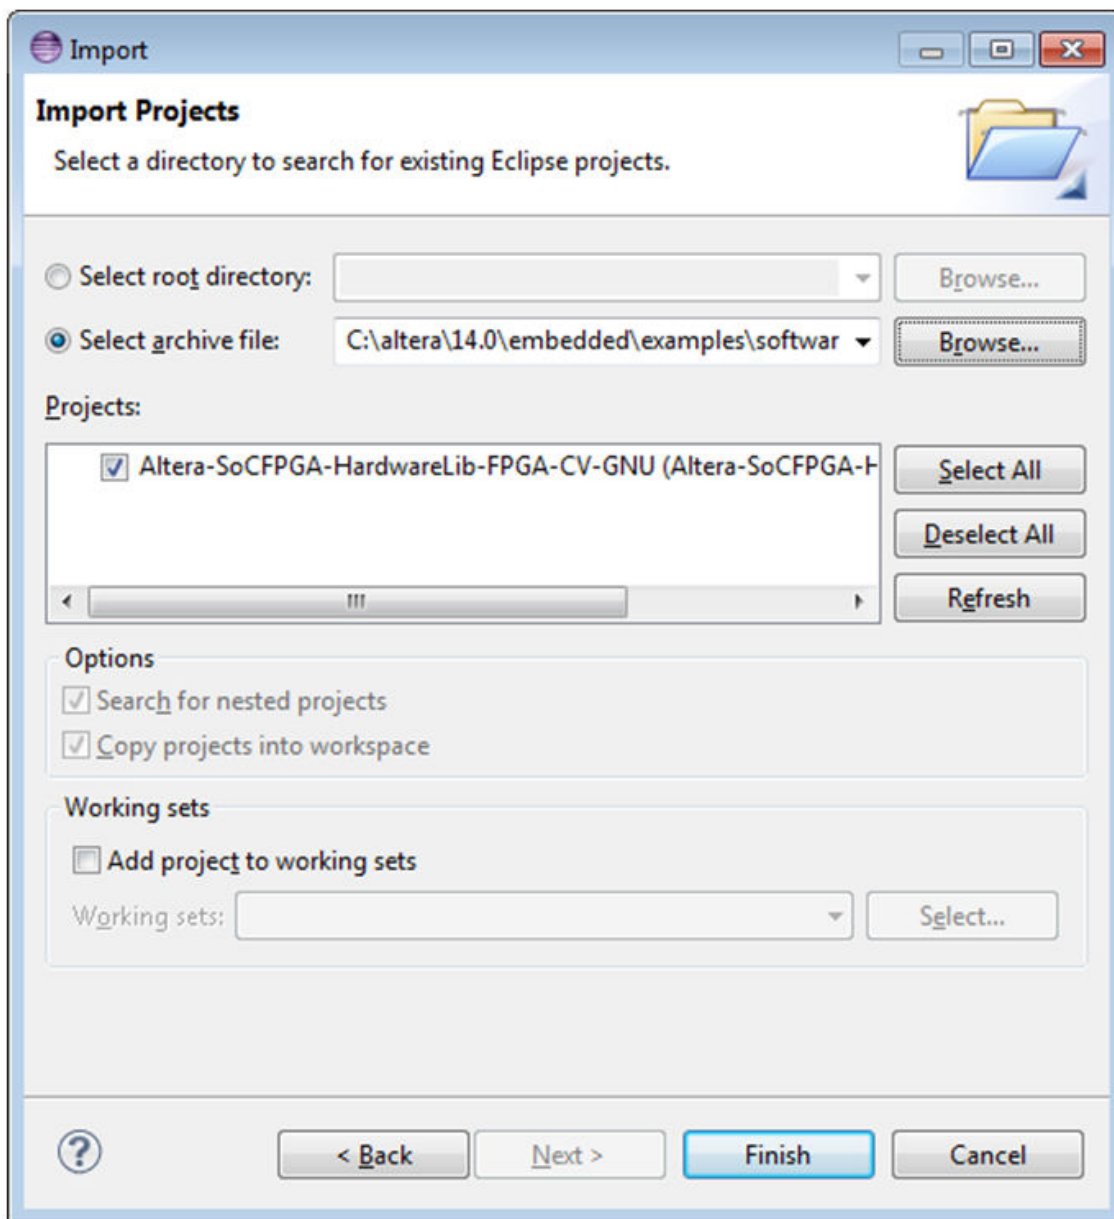 Import
Import Projects
Select a directory to search for existing Eclipse projects.
Select root directory: Browse...
Select archive file: C:\altera\14.0\embedded\examples\softwar Browse...
Projects:
Altera-SoCFPGA-HardwareLib-FPGA-CV-GNU (Altera-SoCFPGA-H Select All
Deselect All
Refresh
Options
Search for nested projects
Copy projects into workspace
Working sets
Add project to working sets
Working sets: Select...
? < Back Next > Finish Cancel